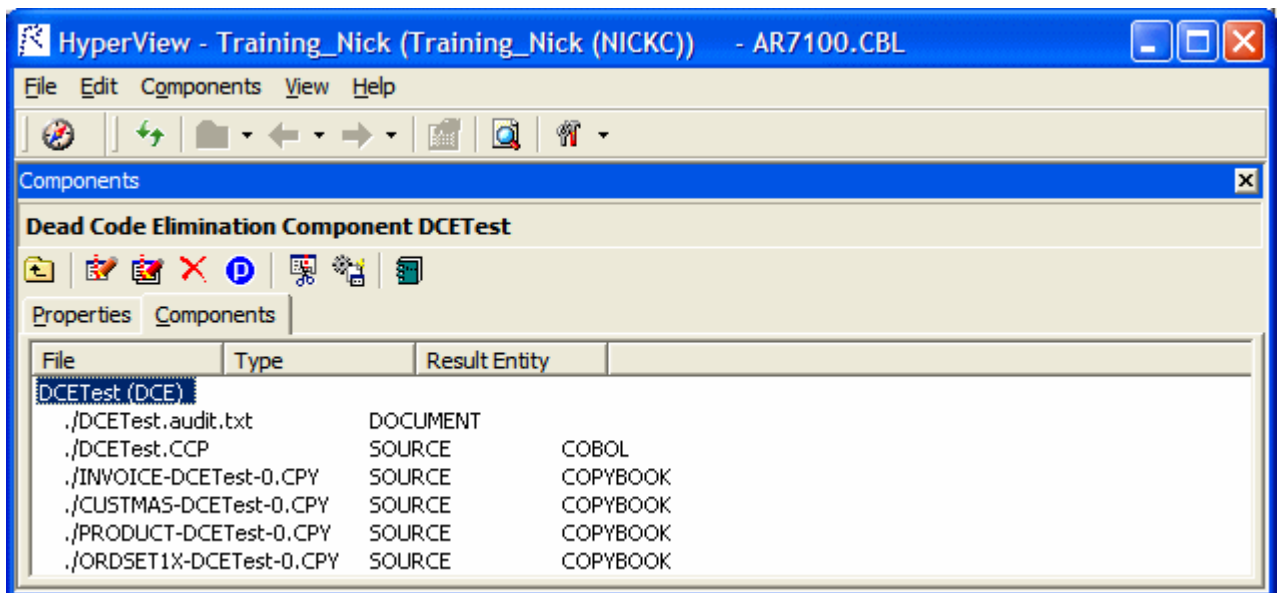 HyperView - Training_Nick (Training_Nick (NICKC)) - AR7100.CBL
File Edit Components View Help
Components
Dead Code Elimination Component DCETest
Properties Components
File Type Result Entity
DCETest (DCE)
./DCETest.audit.txt DOCUMENT
./DCETest.CCP SOURCE COBOL
./INVOICE-DCETest-0.CPY SOURCE COPYBOOK
./CUSTMAS-DCETest-0.CPY SOURCE COPYBOOK
./PRODUCT-DCETest-0.CPY SOURCE COPYBOOK
./ORDSET1X-DCETest-0.CPY SOURCE COPYBOOK